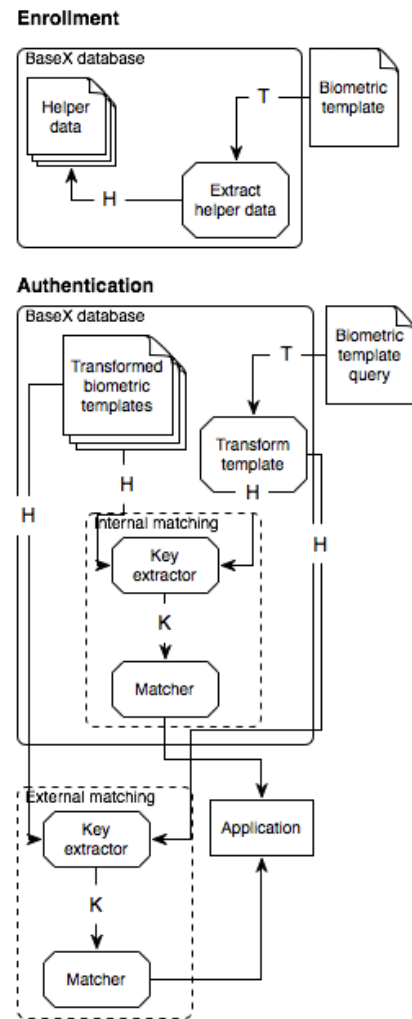 Enrollment
BaseX database
Helper
data
Biometric
template
T
H
Extract
helper data
Authentication
BaseX database
Transformed
biometric
templates
Biometric
template
query
T
Transform
template
H
H
H
H
Internal matching
Key
extractor
K
Matcher
External matching
Key
extractor
Application
K
Matcher